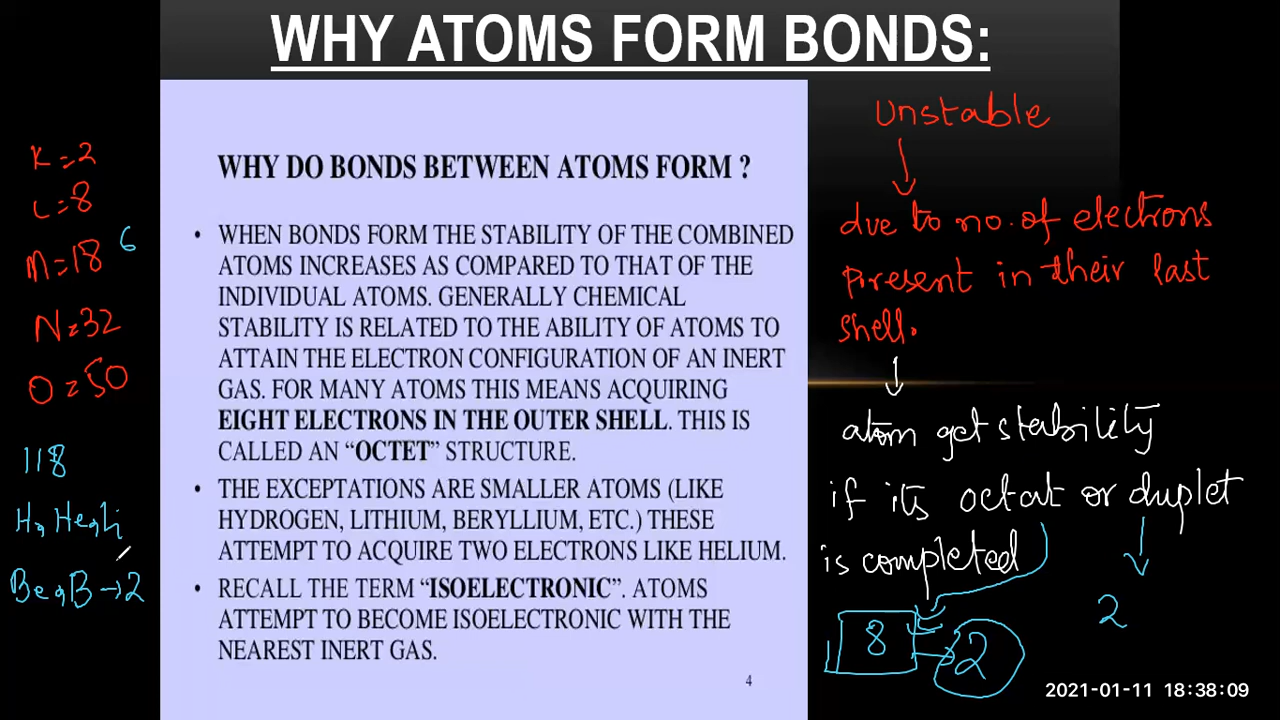 WHY ATOMS FORM BONDS:
WHY DO BONDS BETWEEN ATOMS FORM ?
• WHEN BONDS FORM THE STABILITY OF THE COMBINED
ATOMS INCREASES AS COMPARED TO THAT OF THE
INDIVIDUAL ATOMS. GENERALLY CHEMICAL
STABILITY IS RELATED TO THE ABILITY OF ATOMS TO
ATTAIN THE ELECTRON CONFIGURATION OF AN INERT
GAS. FOR MANY ATOMS THIS MEANS ACQUIRING
EIGHT ELECTRONS IN THE OUTER SHELL. THIS IS
CALLED AN “OCTET” STRUCTURE.
• THE EXCEPTATIONS ARE SMALLER ATOMS (LIKE
HYDROGEN, LITHIUM, BERYLLIUM, ETC.) THESE
ATTEMPT TO ACQUIRE TWO ELECTRONS LIKE HELIUM.
• RECALL THE TERM “ISOELECTRONIC”. ATOMS
ATTEMPT TO BECOME ISOELECTRONIC WITH THE
NEAREST INERT GAS.
4
K=2
L=8
M=18 6
N=32
O=50
118
H, He, Li
Be, B→2
Unstable
due to no. of electrons
present in their last
shell.
atom get stability
if its octat or duplet
is completed
2
8
2
2021-01-11 18:38:09